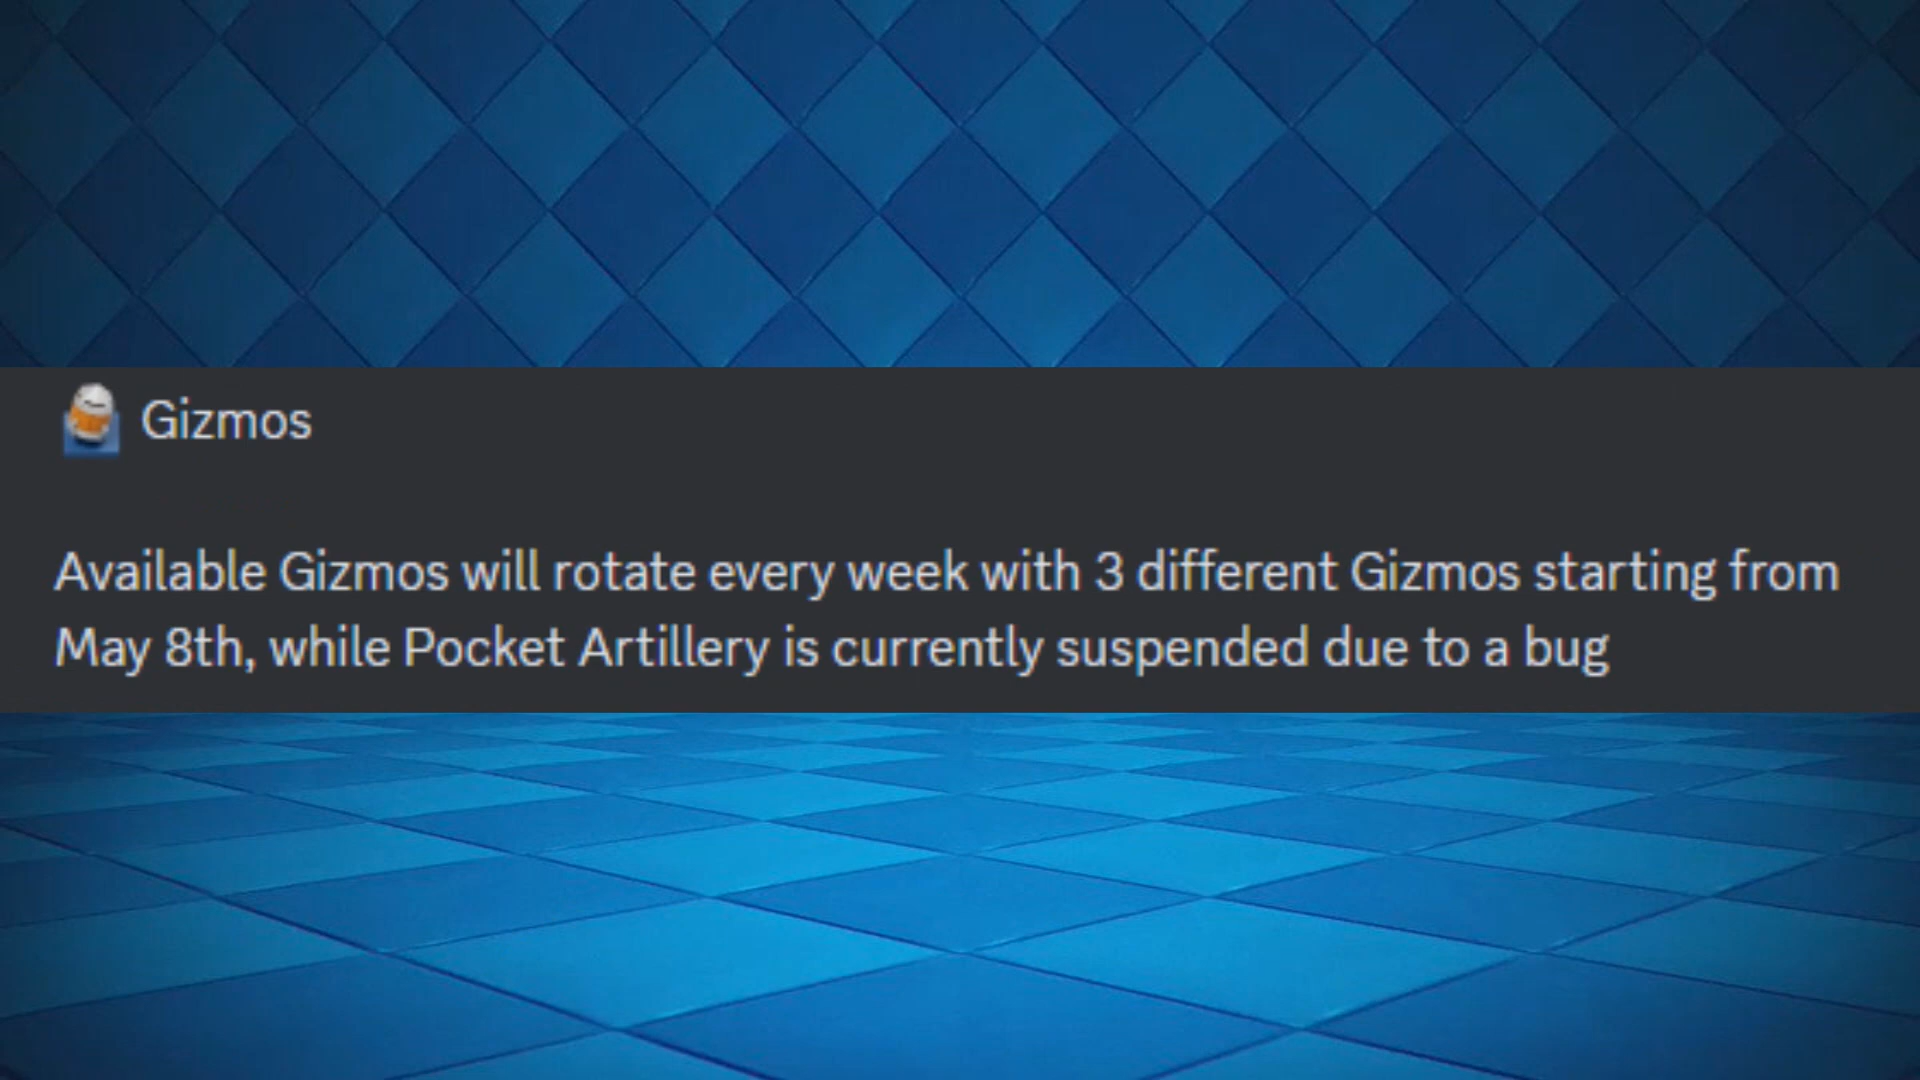 Gizmos
Available Gizmos will rotate every week with 3 different Gizmos starting from
May 8th, while Pocket Artillery is currently suspended due to a bug